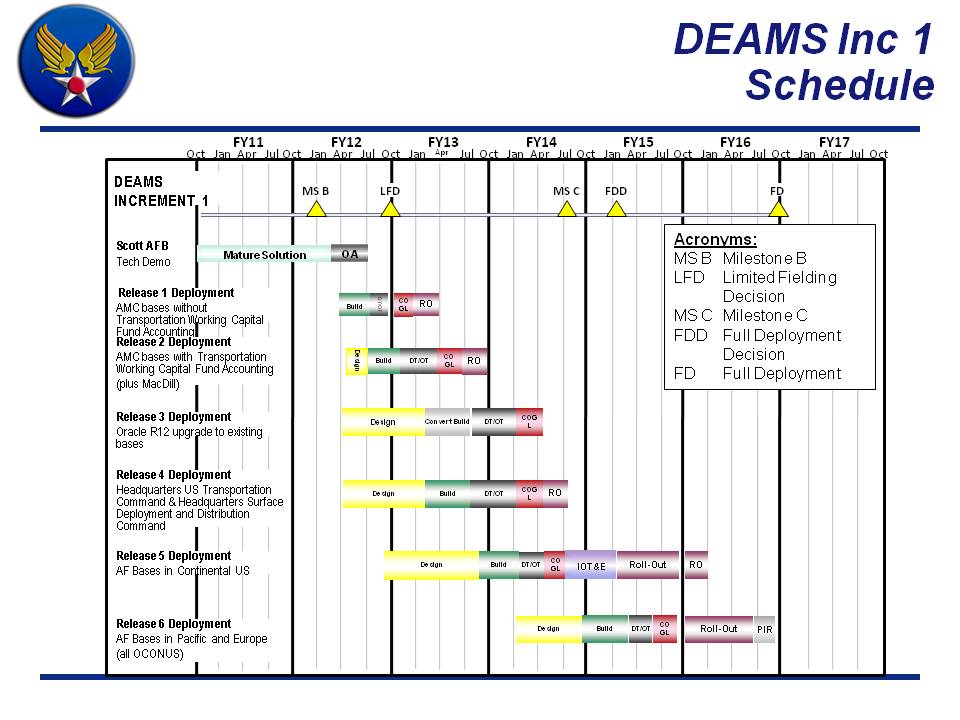 DEAMS Inc 1
Schedule
FY11 FY12 FY13 FY14 FY15 FY16 FY17
Oct Jan Apr Jul Oct Jan Apr Jul Oct Jan Apr Jul Oct Jan Apr Jul Oct Jan Apr Jul Oct Jan Apr Jul Oct Jan Apr Jul Oct
DEAMS
INCREMENT 1
MS B LFD MS C FDD FD
Acronyms:
MS B Milestone B
LFD Limited Fielding
Decision
MS C Milestone C
FDD Full Deployment
Decision
FD Full Deployment
Scott AFB
Tech Demo
Mature Solution OA
Release 1 Deployment
AMC bases without
Transportation Working Capital
Fund Accounting
Build CO
GL RO
Release 2 Deployment
AMC bases with Transportation
Working Capital Fund Accounting
(plus MacDill)
Design Build DT/OT CO
GL RO
Release 3 Deployment
Oracle R12 upgrade to existing
bases
Design Convert Build DT/OT COG
L
Release 4 Deployment
Headquarters US Transportation
Command & Headquarters Surface
Deployment and Distribution
Command
Design Build DT/OT COG
L RO
Release 5 Deployment
AF Bases in Continental US
Design Build DT/OT CO
GL IOT&E Roll-Out RO
Release 6 Deployment
AF Bases in Pacific and Europe
(all OCONUS)
Design Build DT/OT CO
GL Roll-Out PIR